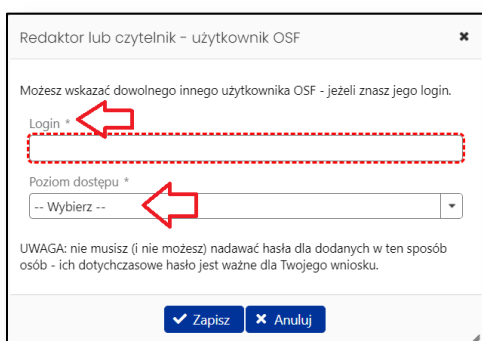 Redaktor lub czytelnik - użytkownik OSF
Możesz wskazać dowolnego innego użytkownika OSF - jeżeli znasz jego login.
Login *
Poziom dostępu *
-- Wybierz --
UWAGA: nie musisz (i nie możesz) nadawać hasła dla dodanych w ten sposób
osób - ich dotychczasowe hasło jest ważne dla Twojego wniosku.
Zapisz
Anuluj